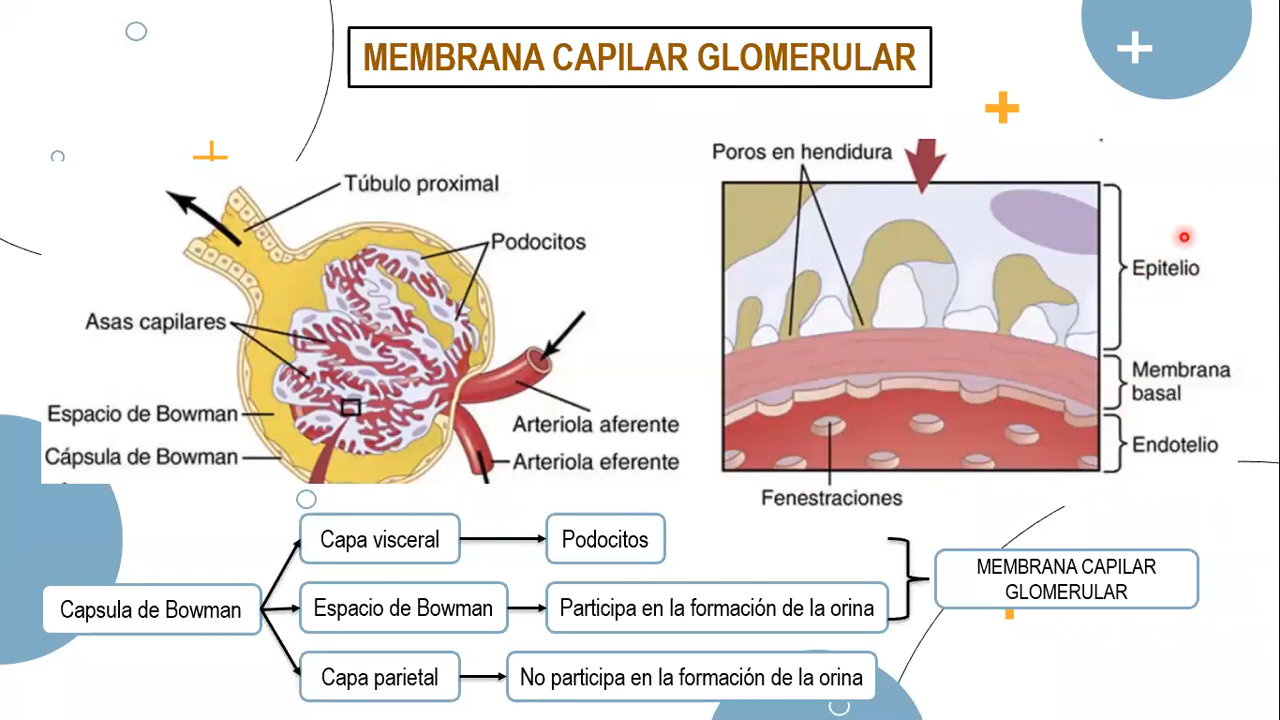 MEMBRANA CAPILAR GLOMERULAR
Túbulo proximal
Podocitos
Asas capilares
Espacio de Bowman
Cápsula de Bowman
Arteriola aferente
Arteriola eferente
Poros en hendidura
Epitelio
Membrana
basal
Endotelio
Fenestraciones
Capsula de Bowman
Capa visceral
Podocitos
Espacio de Bowman
Participa en la formación de la orina
Capa parietal
No participa en la formación de la orina
MEMBRANA CAPILAR
GLOMERULAR